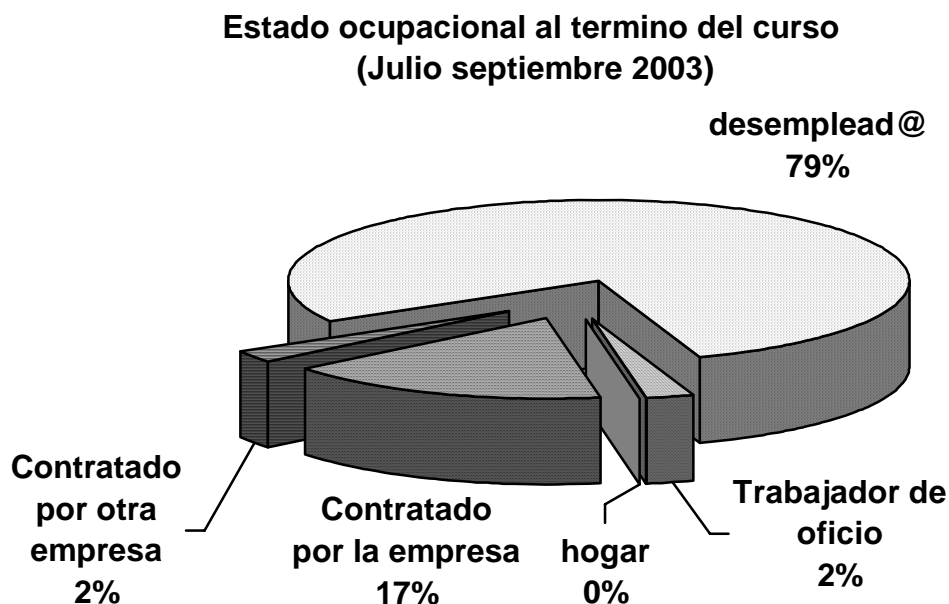 Estado ocupacional al termino del curso
(Julio septiembre 2003)
desemplead@
79%
Contratado
por otra
empresa
2%
Contratado
por la empresa
17%
hogar
0%
Trabajador de
oficio
2%